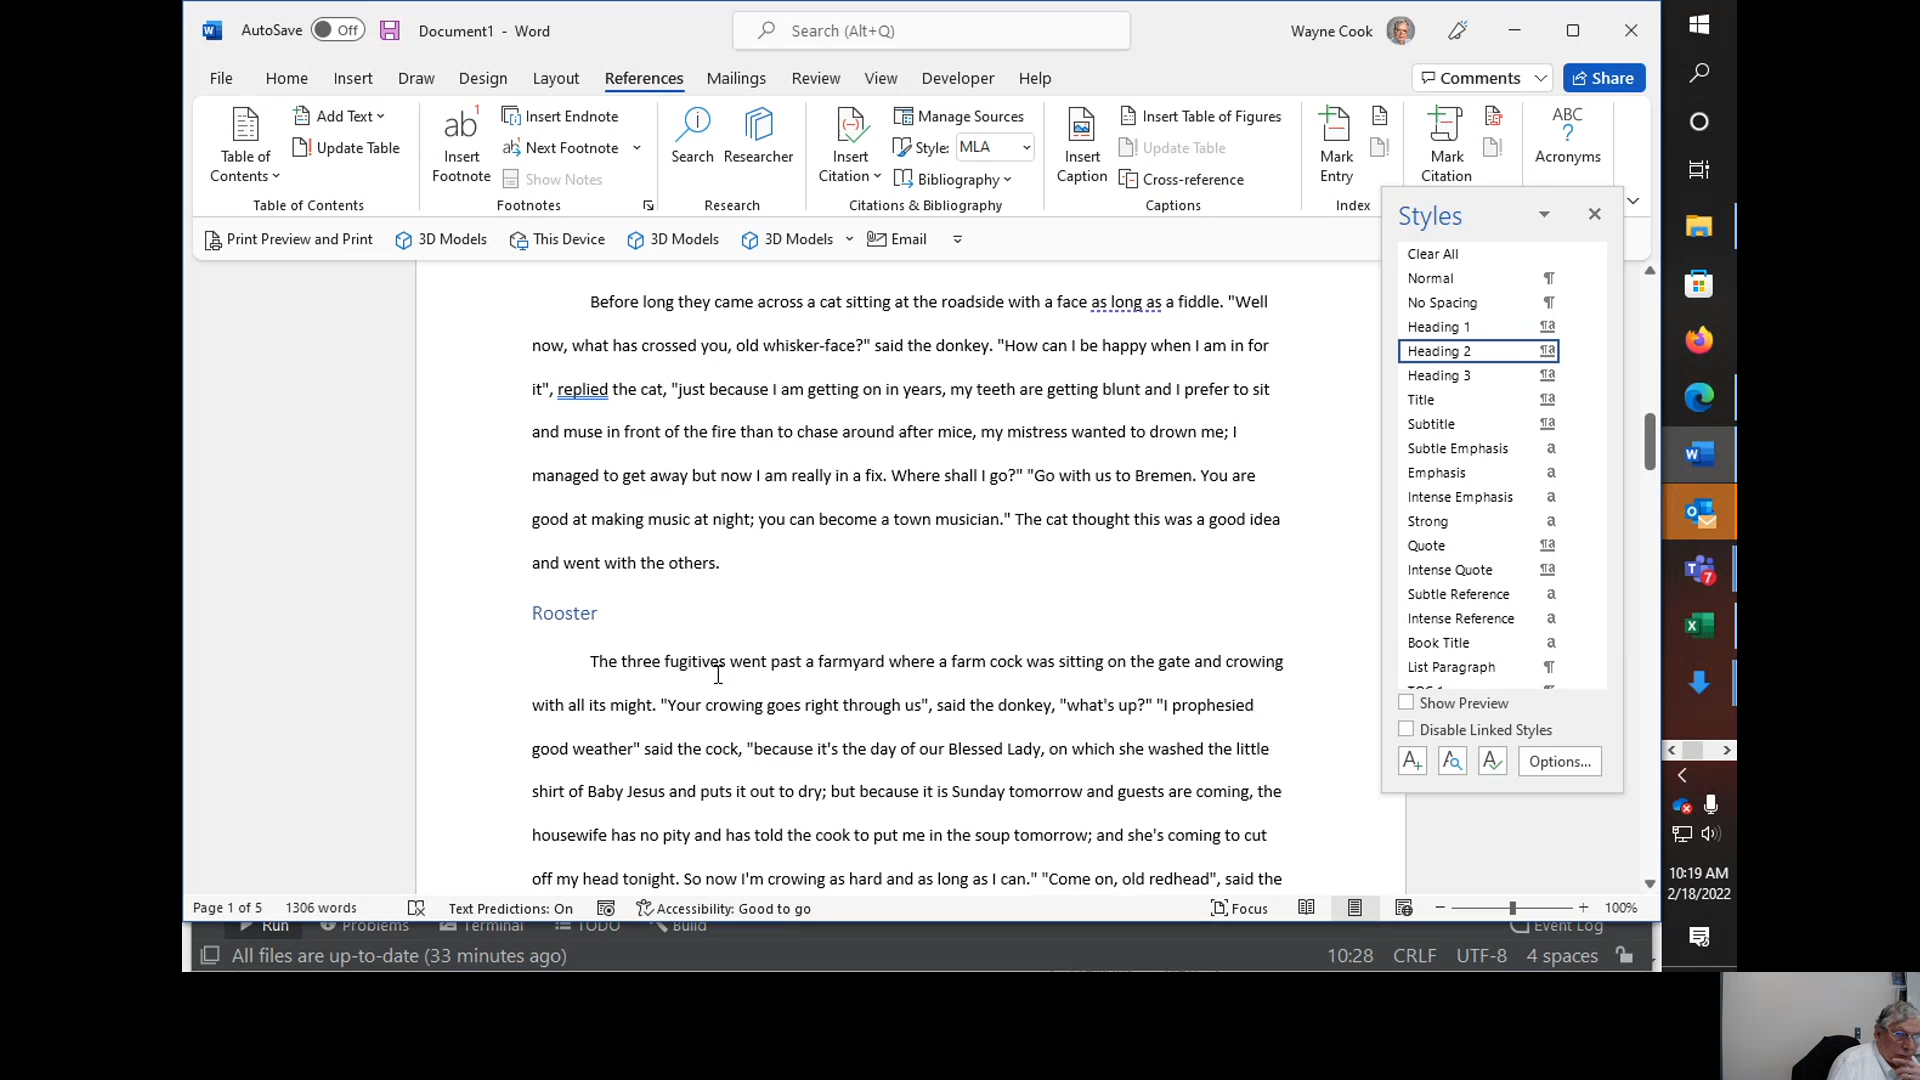 AutoSave Off Document1 - Word Search (Alt+Q) Wayne Cook
File Home Insert Draw Design Layout References Mailings Review View Developer Help Comments Share
Table of Contents
Add Text
Update Table
Table of Contents
ab 1
Insert Footnote
Insert Endnote
Next Footnote
Show Notes
Footnotes
Search
Researcher
Research
Insert Citation
Manage Sources
Style: MLA
Bibliography
Citations & Bibliography
Insert Caption
Insert Table of Figures
Update Table
Cross-reference
Captions
Mark Entry
Index
Mark Citation
ABC
?
Acronyms
Print Preview and Print 3D Models This Device 3D Models 3D Models Email
Before long they came across a cat sitting at the roadside with a face as long as a fiddle. "Well
now, what has crossed you, old whisker-face?" said the donkey. "How can I be happy when I am in for
it", replied the cat, "just because I am getting on in years, my teeth are getting blunt and I prefer to sit
and muse in front of the fire than to chase around after mice, my mistress wanted to drown me; I
managed to get away but now I am really in a fix. Where shall I go?" "Go with us to Bremen. You are
good at making music at night; you can become a town musician." The cat thought this was a good idea
and went with the others.
Rooster
The three fugitives went past a farmyard where a farm cock was sitting on the gate and crowing
with all its might. "Your crowing goes right through us", said the donkey, "what's up?" "I prophesied
good weather" said the cock, "because it's the day of our Blessed Lady, on which she washed the little
shirt of Baby Jesus and puts it out to dry; but because it is Sunday tomorrow and guests are coming, the
housewife has no pity and has told the cook to put me in the soup tomorrow; and she's coming to cut
off my head tonight. So now I'm crowing as hard and as long as I can." "Come on, old redhead", said the
Styles
Clear All
Normal ¶
No Spacing ¶
Heading 1 ¶a
Heading 2 ¶a
Heading 3 ¶a
Title ¶a
Subtitle ¶a
Subtle Emphasis a
Emphasis a
Intense Emphasis a
Strong a
Quote ¶a
Intense Quote ¶a
Subtle Reference a
Intense Reference a
Book Title a
List Paragraph ¶
TOC 1
Show Preview
Disable Linked Styles
Options...
Page 1 of 5 1306 words Text Predictions: On Accessibility: Good to go Focus 100%
Run Problems Terminal TODO Build Event Log
All files are up-to-date (33 minutes ago) 10:28 CRLF UTF-8 4 spaces
7
10:19 AM
2/18/2022